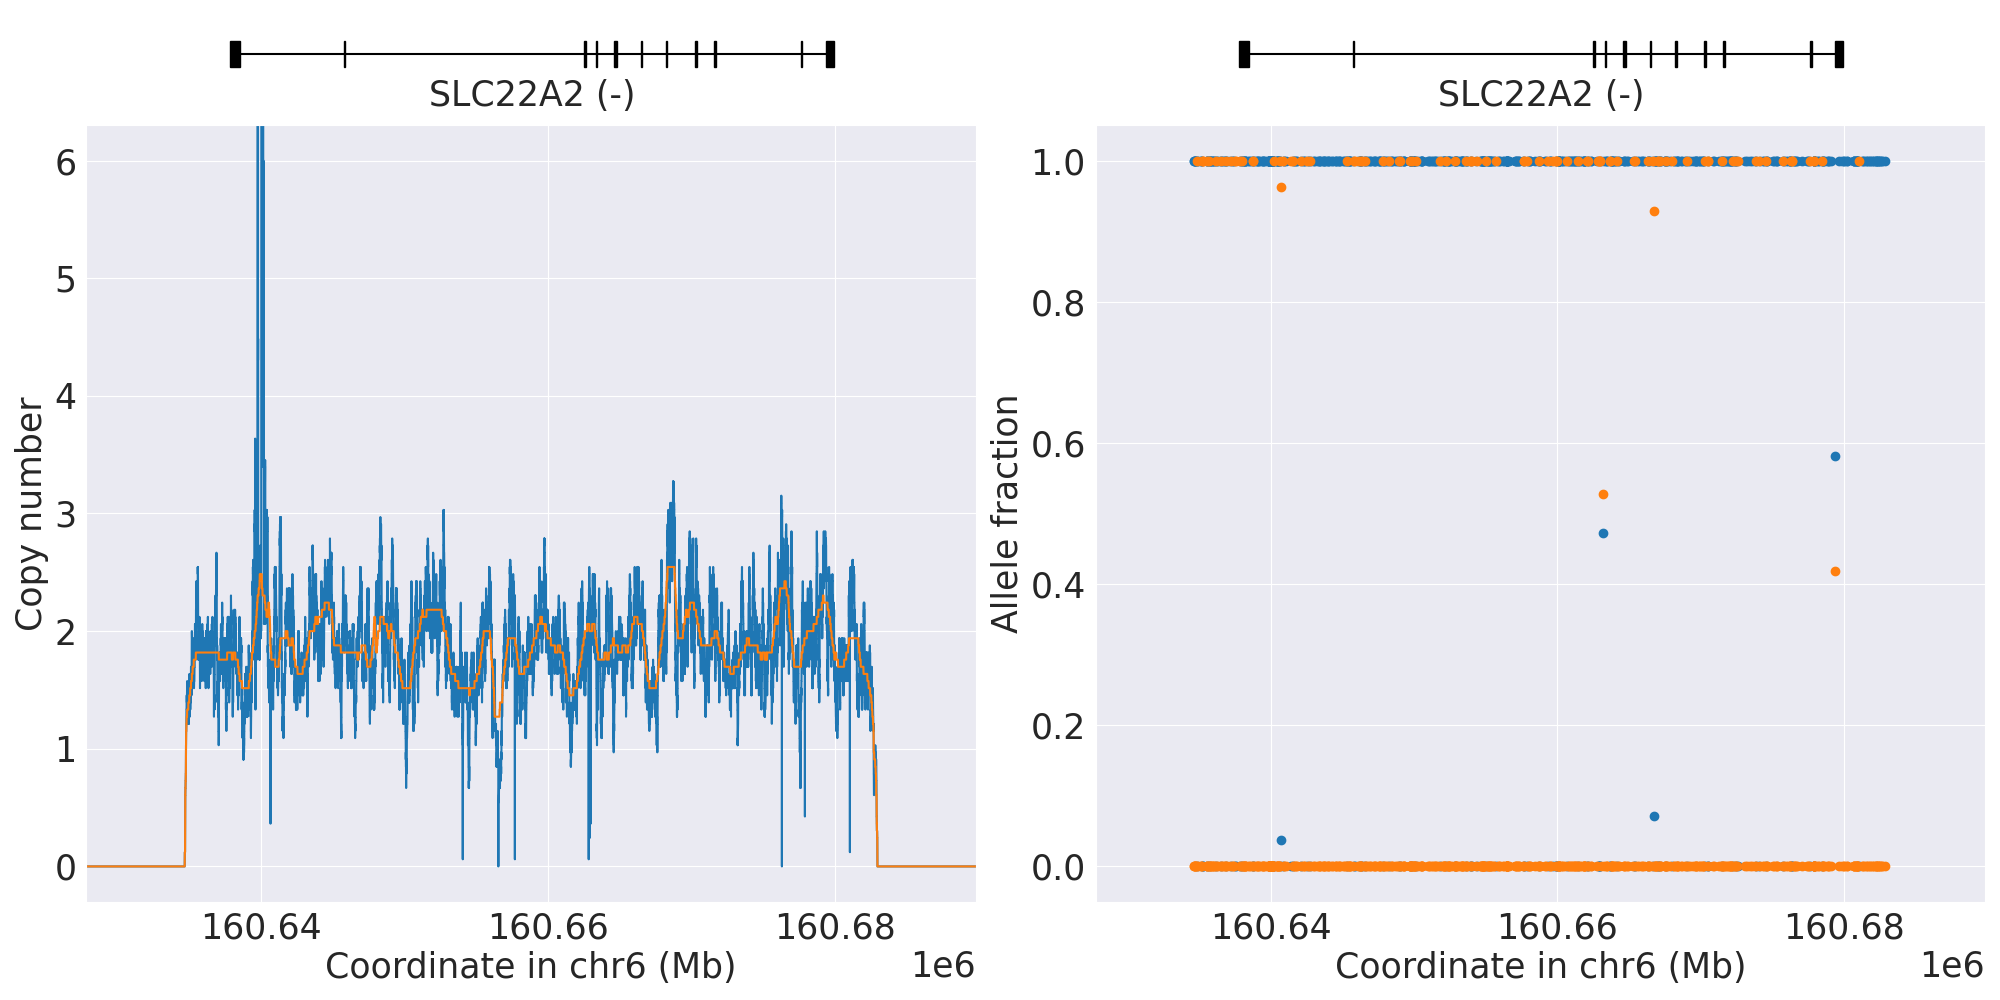 SLC22A2 (-)
6
5
4
3
2
1
0
Copy number
160.64 160.66 160.68
Coordinate in chr6 (Mb) 1e6
SLC22A2 (-)
1.0
0.8
0.6
0.4
0.2
0.0
Allele fraction
160.64 160.66 160.68
Coordinate in chr6 (Mb) 1e6